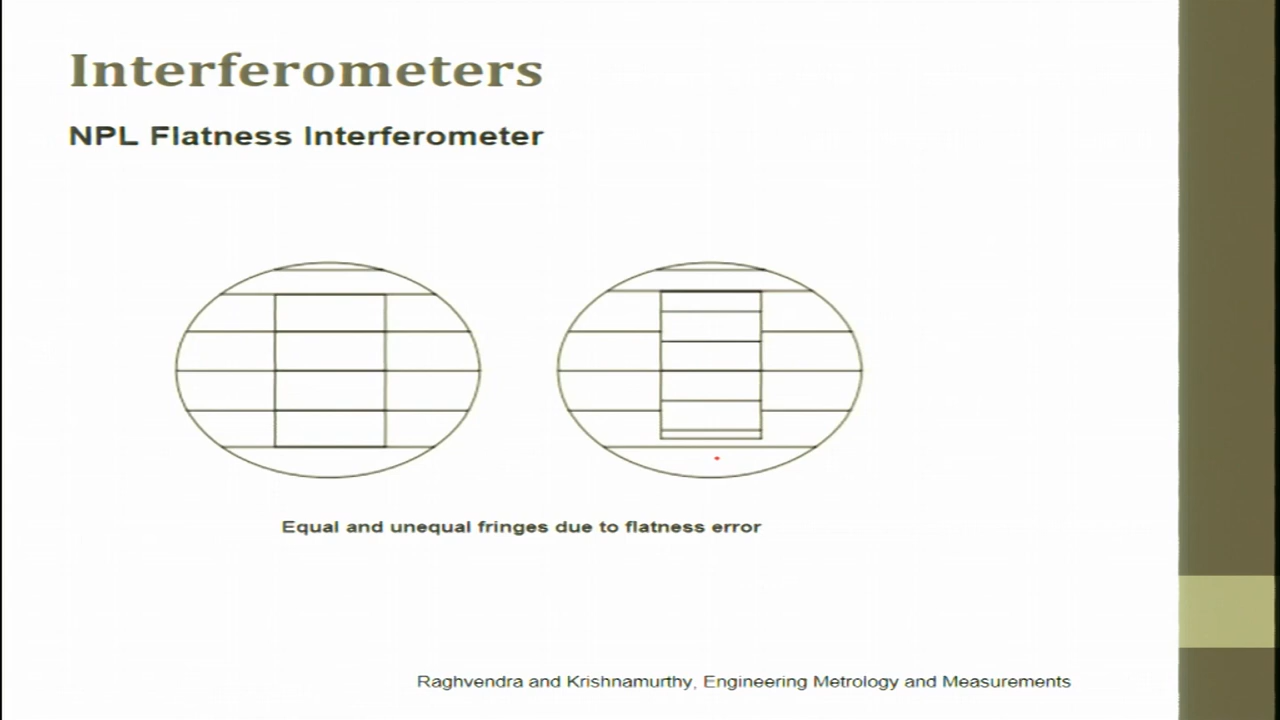 Interferometers
NPL Flatness Interferometer
Equal and unequal fringes due to flatness error
Raghvendra and Krishnamurthy, Engineering Metrology and Measurements